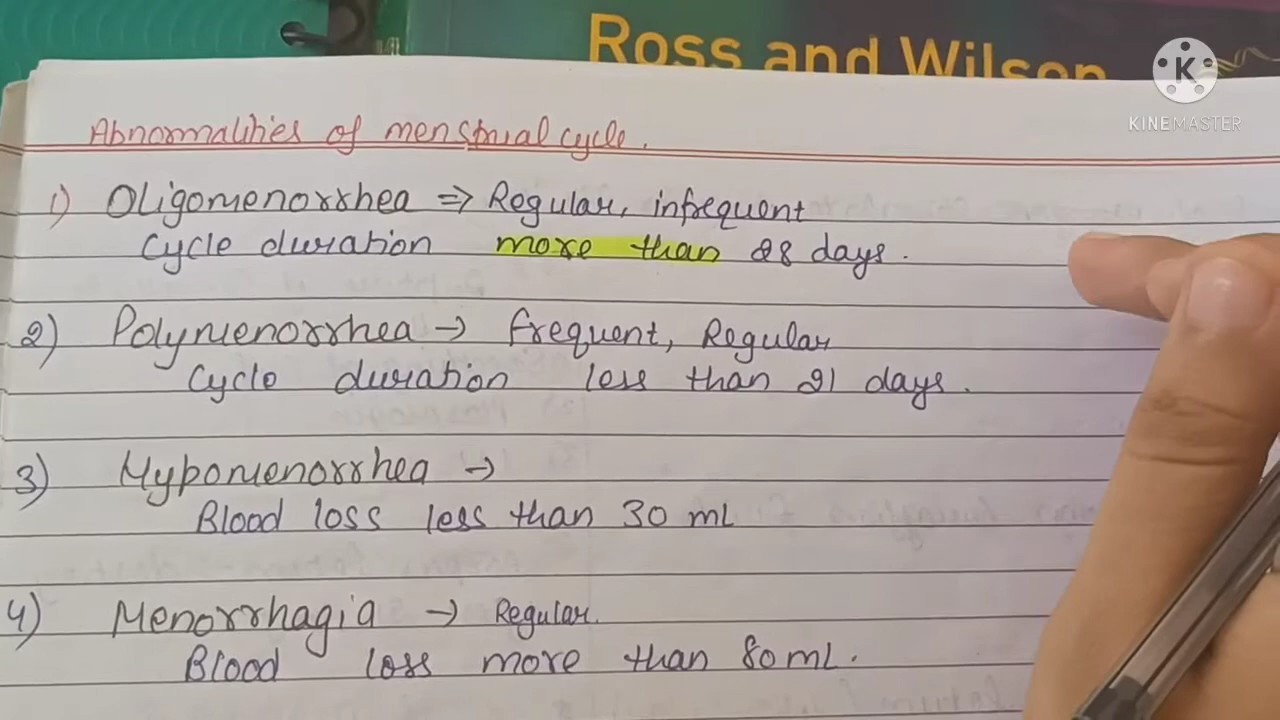 Ross and Wilson
KINEMASTER
Abnormalities of menstrual cycle.
1) Oligomenorrhea ⇒ Regular, infrequent
Cycle duration more than 28 days.
2) Polymenorrhea → frequent, Regular
Cycle duration less than 21 days.
3) Hypomenorrhea →
Blood loss less than 30 mL
4) Menorrhagia → Regular.
Blood loss more than 80 mL.